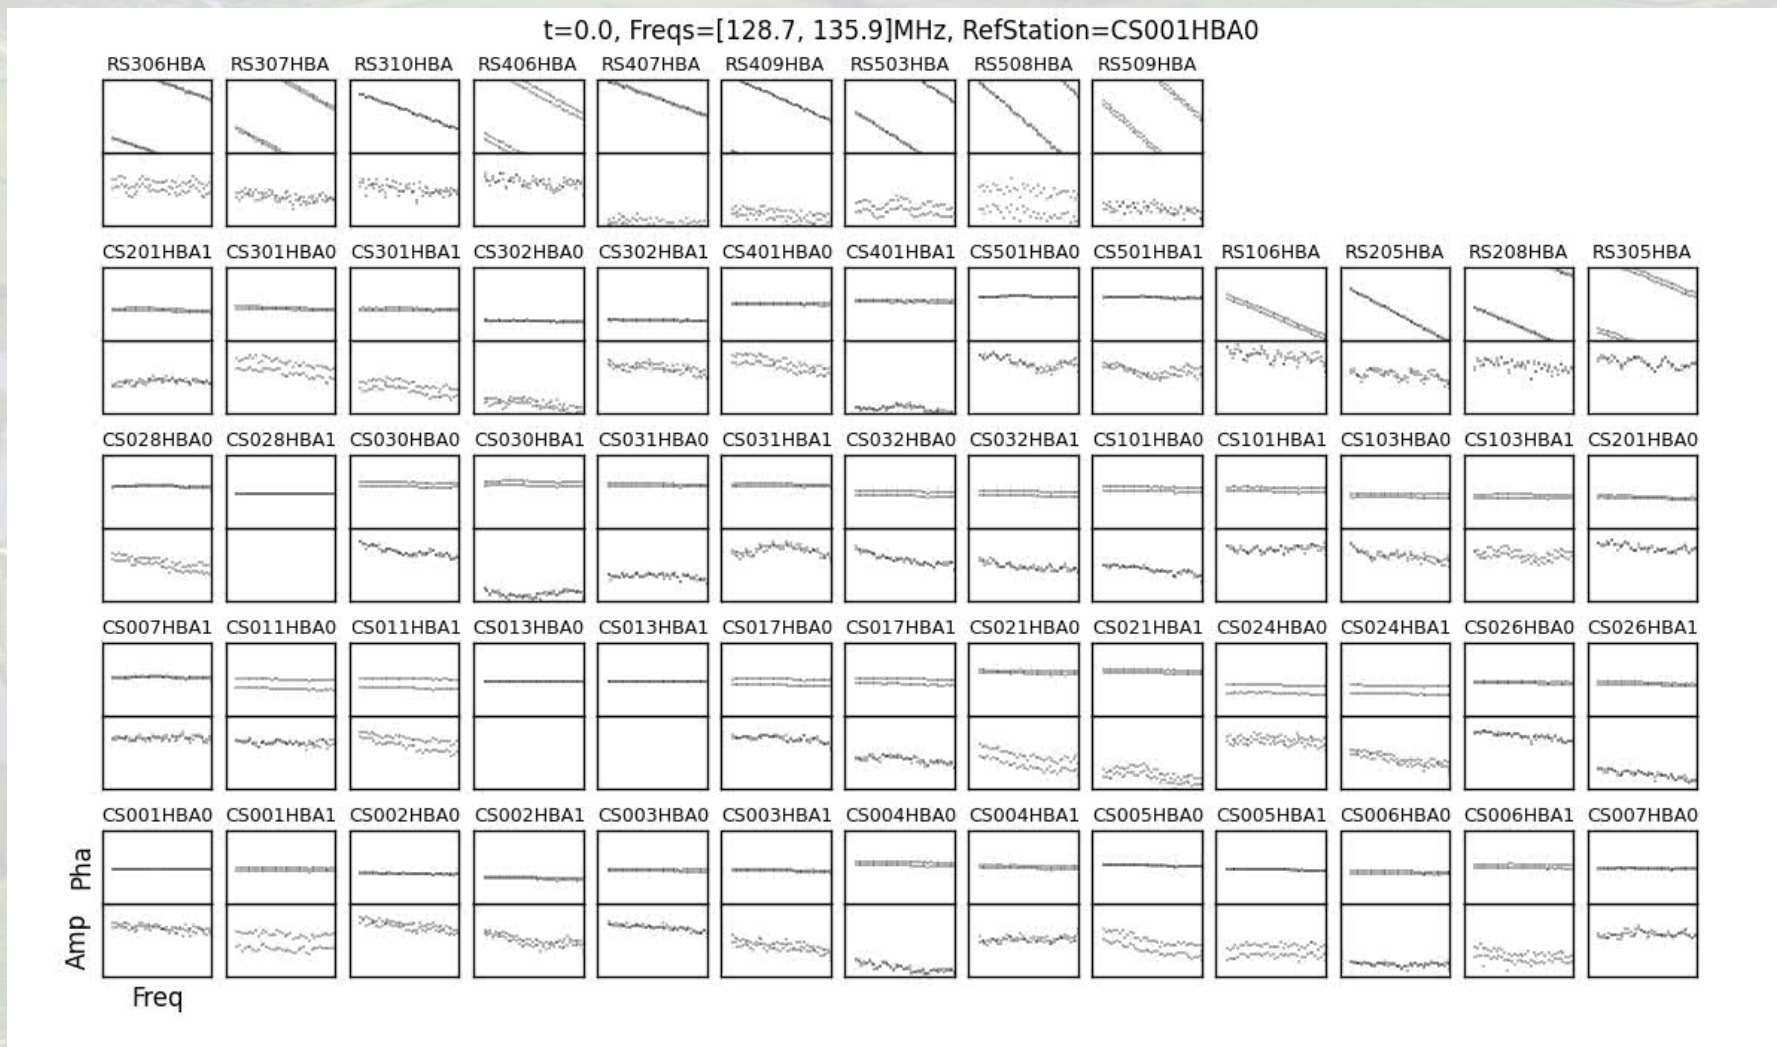 t=0.0, Freqs=[128.7, 135.9]MHz, RefStation=CS001HBA0
RS306HBA RS307HBA RS310HBA RS406HBA RS407HBA RS409HBA RS503HBA RS508HBA RS509HBA
CS201HBA1 CS301HBA0 CS301HBA1 CS302HBA0 CS302HBA1 CS401HBA0 CS401HBA1 CS501HBA0 CS501HBA1 RS106HBA RS205HBA RS208HBA RS305HBA
CS028HBA0 CS028HBA1 CS030HBA0 CS030HBA1 CS031HBA0 CS031HBA1 CS032HBA0 CS032HBA1 CS101HBA0 CS101HBA1 CS103HBA0 CS103HBA1 CS201HBA0
CS007HBA1 CS011HBA0 CS011HBA1 CS013HBA0 CS013HBA1 CS017HBA0 CS017HBA1 CS021HBA0 CS021HBA1 CS024HBA0 CS024HBA1 CS026HBA0 CS026HBA1
CS001HBA0 CS001HBA1 CS002HBA0 CS002HBA1 CS003HBA0 CS003HBA1 CS004HBA0 CS004HBA1 CS005HBA0 CS005HBA1 CS006HBA0 CS006HBA1 CS007HBA0
Pha
Amp
Freq